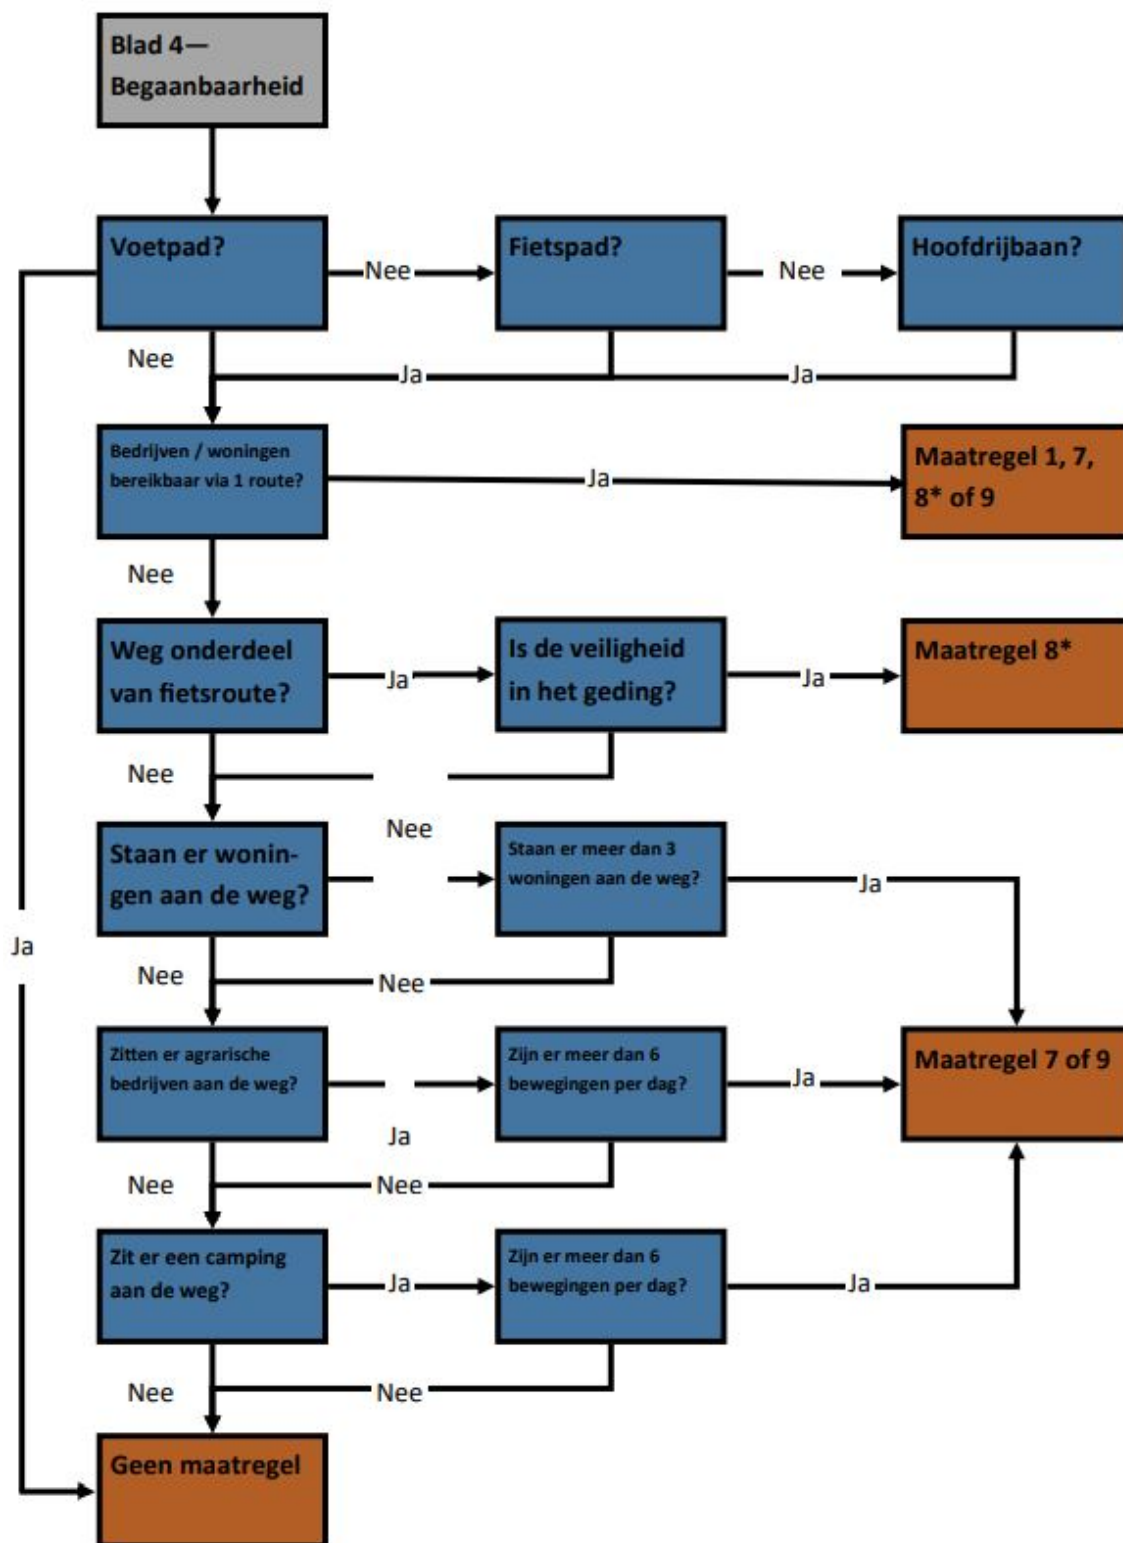 Blad 4—
Begaanbaarheid
Voetpad?
Nee
Fietspad?
Nee
Hoofdrijbaan?
Nee
Ja
Ja
Bedrijven / woningen
bereikbaar via 1 route?
Ja
Maatregel 1, 7,
8* of 9
Nee
Weg onderdeel
van fietsroute?
Ja
Is de veiligheid
in het geding?
Ja
Maatregel 8*
Nee
Nee
Staan er wonin-
gen aan de weg?
Staan er meer dan 3
woningen aan de weg?
Ja
Ja
Nee
Nee
Zitten er agrarische
bedrijven aan de weg?
Ja
Zijn er meer dan 6
bewegingen per dag?
Ja
Maatregel 7 of 9
Nee
Nee
Zit er een camping
aan de weg?
Ja
Zijn er meer dan 6
bewegingen per dag?
Ja
Nee
Nee
Geen maatregel